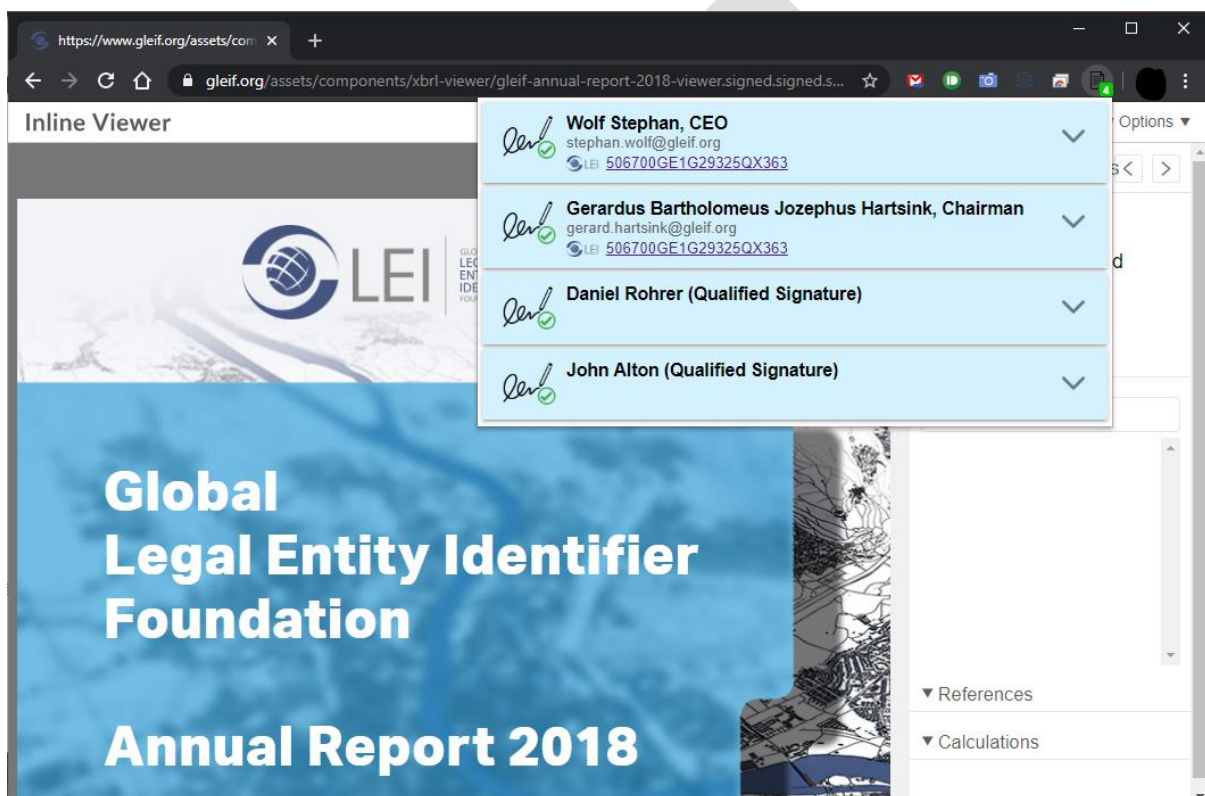 https://www.gleif.org/assets/com
gleif.org/assets/components/xbrl-viewer/gleif-annual-report-2018-viewer.signed.signed.s...
4
Inline Viewer
Options ▼
Wolf Stephan, CEO
stephan.wolf@gleif.org
LEI 506700GE1G29325QX363
s
Gerardus Bartholomeus Jozephus Hartsink, Chairman
gerard.hartsink@gleif.org
LEI 506700GE1G29325QX363
d
Daniel Rohrer (Qualified Signature)
John Alton (Qualified Signature)
LEI
Global
Legal Entity Identifier
Foundation
Annual Report 2018
▼ References
▼ Calculations